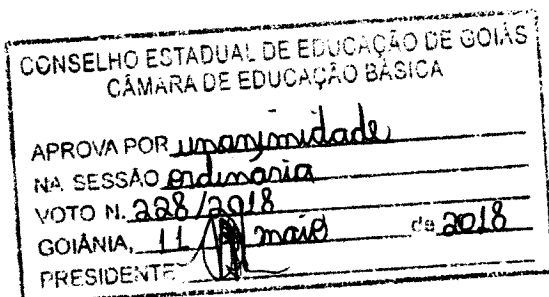 CONSELHO ESTADUAL DE EDUCAÇÃO DE GOIÁS
CÂMARA DE EDUCAÇÃO BÁSICA
APROVA POR unanimidade
NA SESSÃO ordinaria
VOTO N. 228/2018
GOIÂNIA, 11 maio de 2018
PRESIDENTE